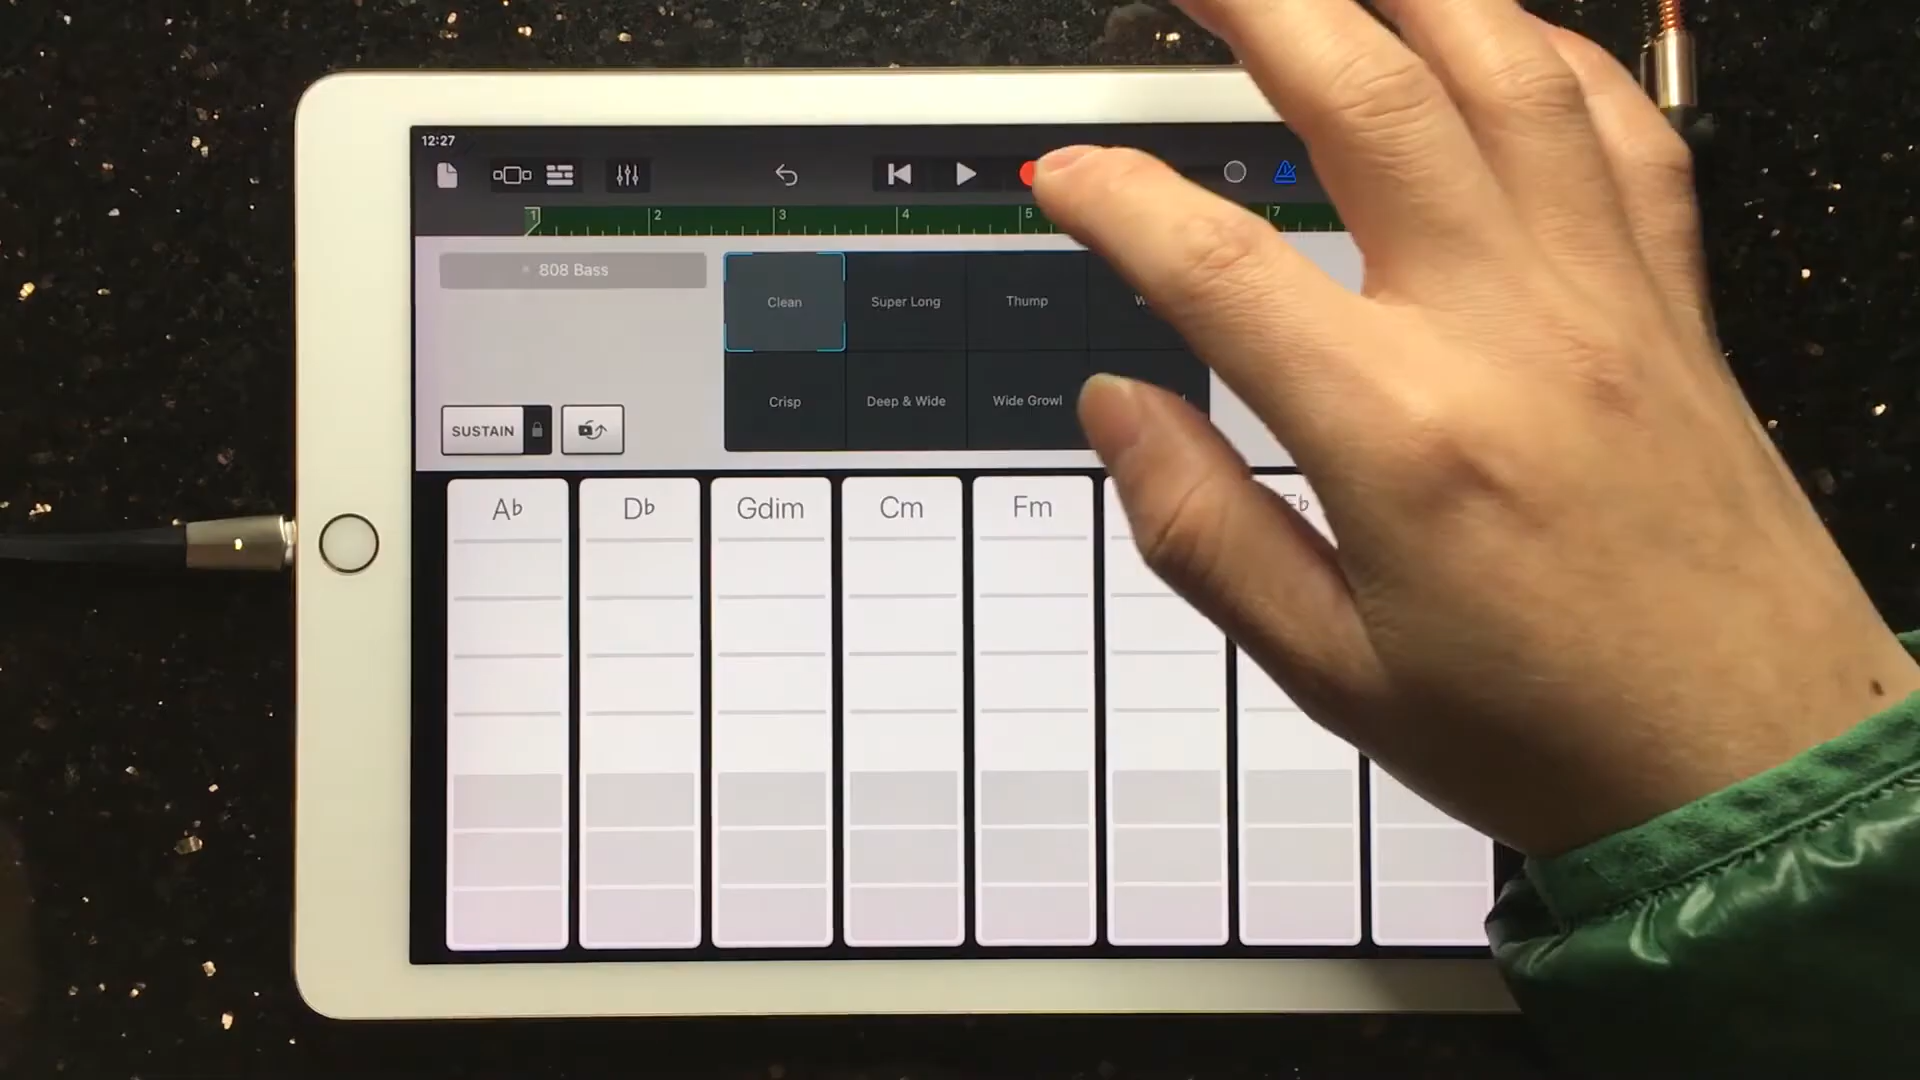 12:27
1 2 3 4 5 7
808 Bass
Clean Super Long Thump
Crisp Deep & Wide Wide Growl
SUSTAIN
A♭ D♭ Gdim Cm Fm E♭